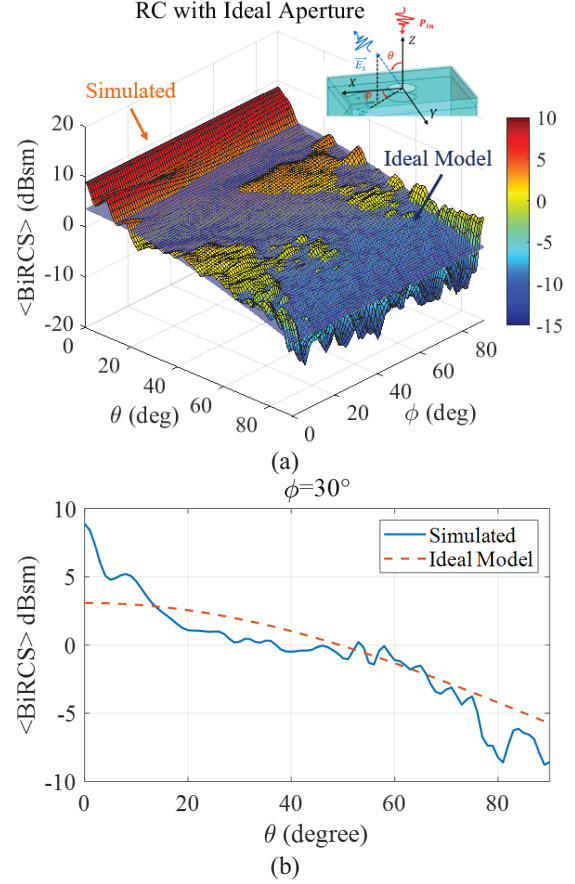 RC with Ideal Aperture
P_in
Z
E_s
θ
X
ϕ
Y
Simulated
Ideal Model
20
10
0
-10
-20
<BiRCS> (dBsm)
0
20
40
60
80
θ (deg)
0
20
40
60
80
ϕ (deg)
10
5
0
-5
-10
-15
(a)
ϕ=30°
10
5
0
-5
-10
<BiRCS> dBsm
Simulated
Ideal Model
0
20
40
60
80
θ (degree)
(b)